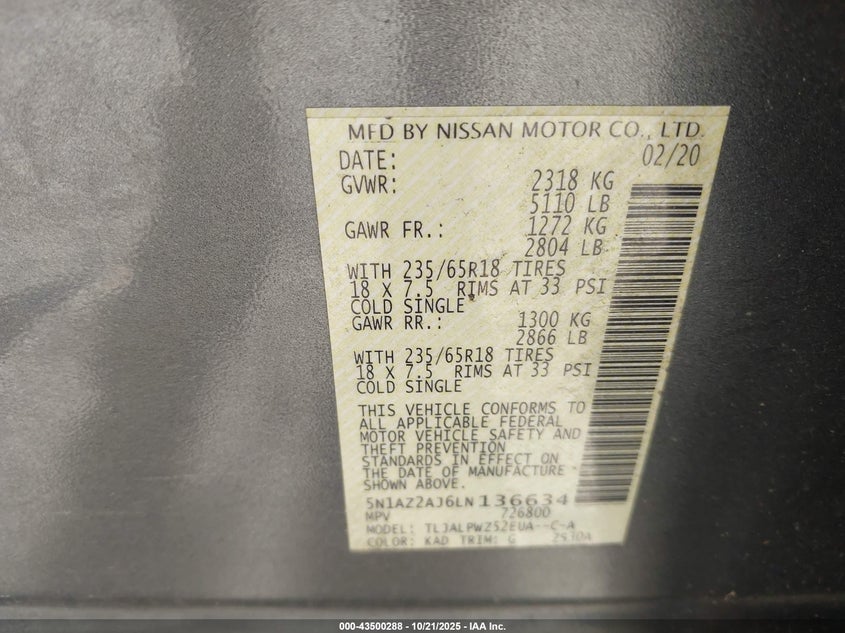 MFD BY NISSAN MOTOR CO., LTD.
DATE: 02/20
GVWR: 2318 KG
5110 LB
GAWR FR.: 1272 KG
2804 LB
WITH 235/65R18 TIRES
18 X 7.5 RIMS AT 33 PSI
COLD SINGLE
GAWR RR.: 1300 KG
2866 LB
WITH 235/65R18 TIRES
18 X 7.5 RIMS AT 33 PSI
COLD SINGLE
THIS VEHICLE CONFORMS TO
ALL APPLICABLE FEDERAL
MOTOR VEHICLE SAFETY AND
THEFT PREVENTION
STANDARDS IN EFFECT ON
THE DATE OF MANUFACTURE
SHOWN ABOVE.
5N1AZ2AJ6LN136634
MPV 726800
MODEL: TLJALPWZ52EUA--C-A
COLOR: KAD TRIM: G 2530A
000-43500288 - 10/21/2025 - IAA Inc.